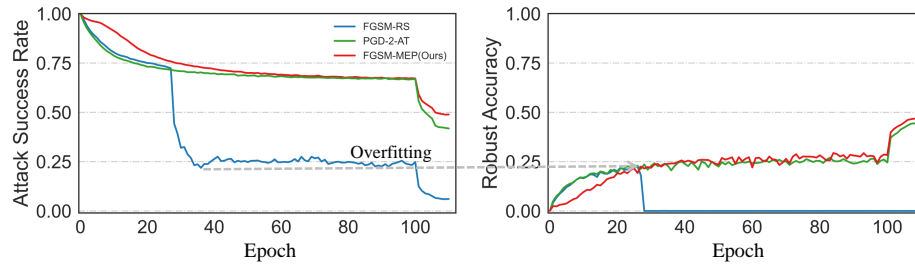 Attack Success Rate
1.00
0.75
0.50
0.25
0.00
0 20 40 60 80 100
Epoch
FGSM-RS
PGD-2-AT
FGSM-MEP(Ours)
Overfitting
Robust Accuracy
1.00
0.75
0.50
0.25
0.00
0 20 40 60 80 100
Epoch